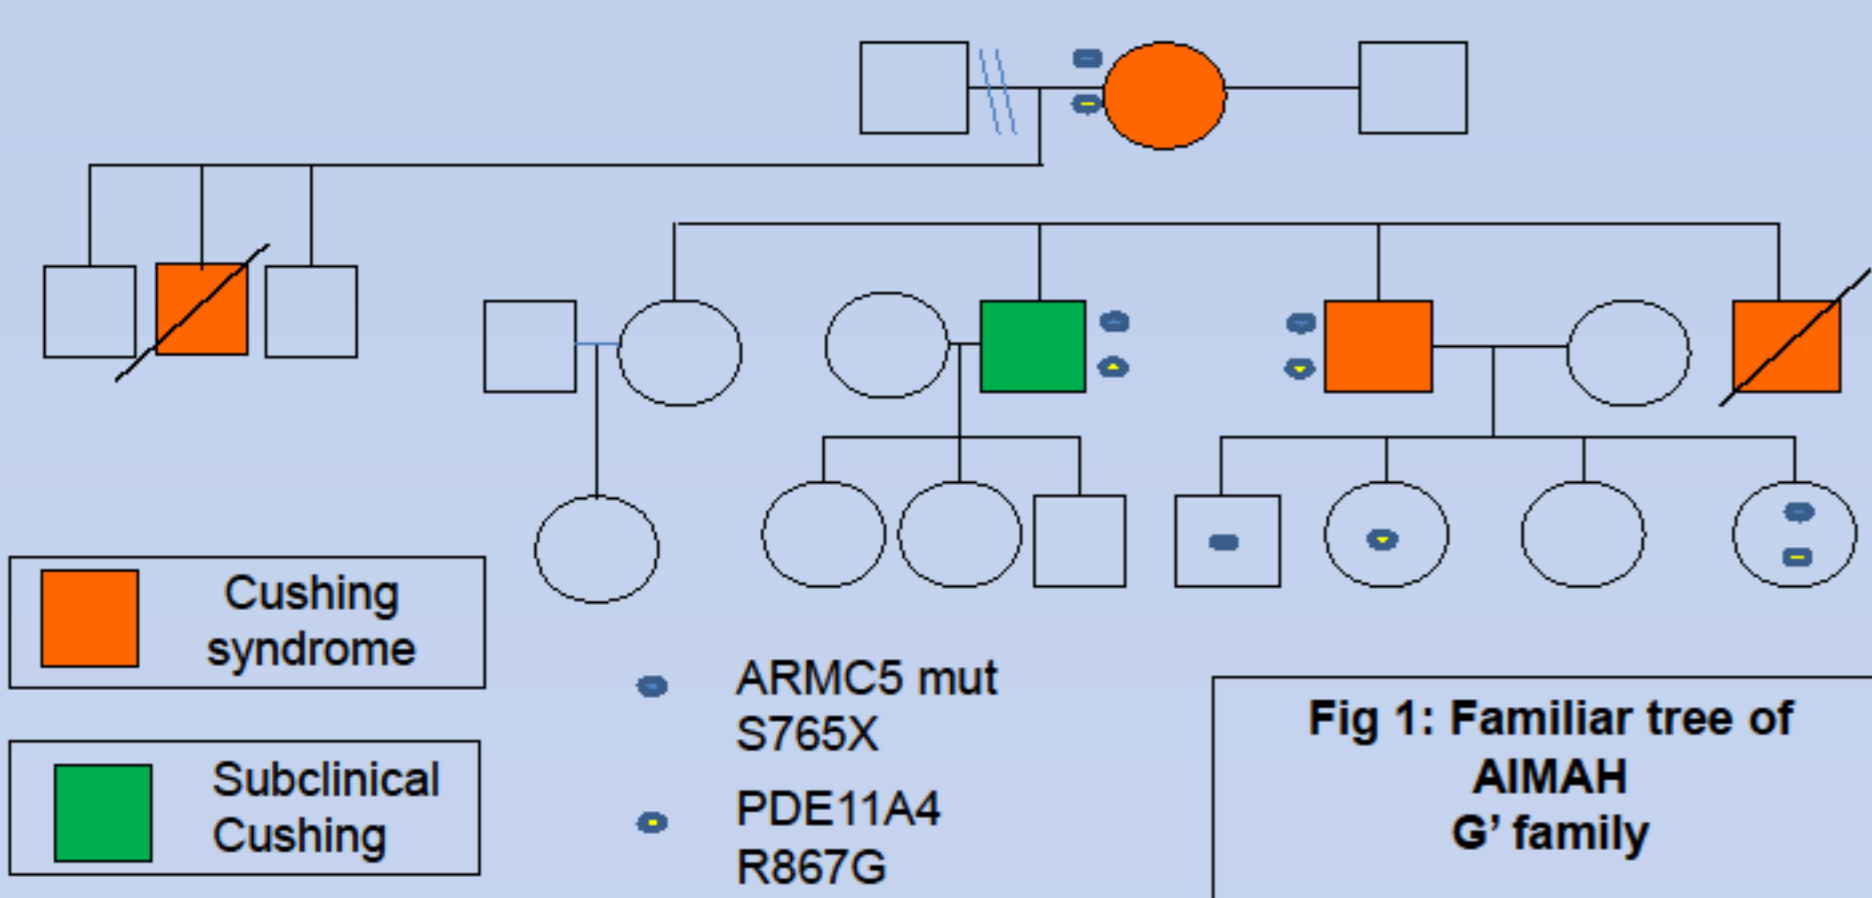 Cushing
syndrome
Subclinical
Cushing
ARMC5 mut
S765X
PDE11A4
R867G
Fig 1: Familiar tree of
AIMAH
G’ family